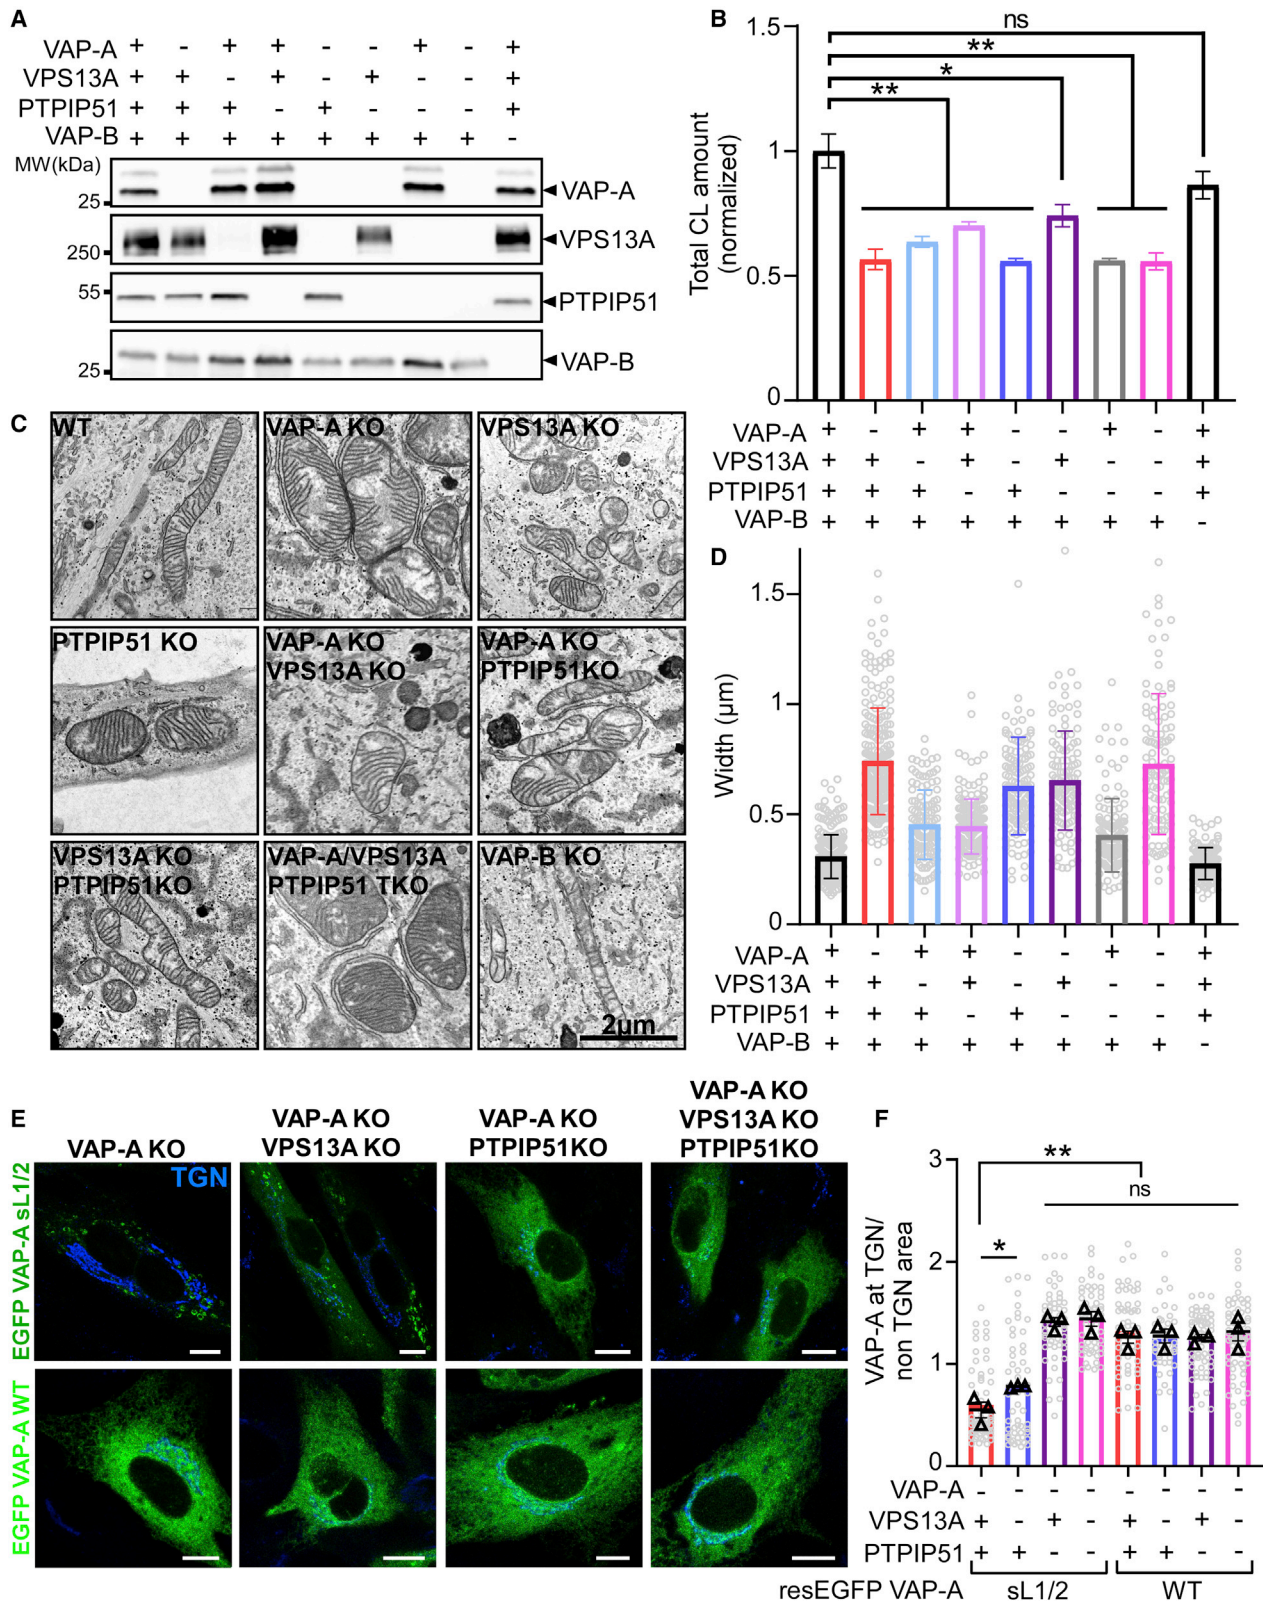 A
VAP-A + - + + - - + - +
VPS13A + + - + - + - - +
PTPIP51 + + + - + - - - +
VAP-B + + + + + + + + -
MW(kDa)
25
VAP-A
250
VPS13A
55
PTPIP51
25
VAP-B
B
Total CL amount
(normalized)
1.5
1
0.5
0
ns
**
*
**
VAP-A + - + + - - + - +
VPS13A + + - + - + - - +
PTPIP51 + + + - + - - - +
VAP-B + + + + + + + + -
C
WT
VAP-A KO
VPS13A KO
PTPIP51 KO
VAP-A KO
VPS13A KO
VAP-A KO
PTPIP51KO
VPS13A KO
PTPIP51KO
VAP-A/VPS13A
PTPIP51 TKO
VAP-B KO
2μm
D
Width (μm)
1.5
1
0.5
0
VAP-A + - + + - - + - +
VPS13A + + - + - + - - +
PTPIP51 + + + - + - - - +
VAP-B + + + + + + + + -
E
VAP-A KO
VAP-A KO
VPS13A KO
VAP-A KO
PTPIP51KO
VAP-A KO
VPS13A KO
PTPIP51KO
EGFP VAP-A sL1/2
TGN
EGFP VAP-A WT
F
VAP-A at TGN/
non TGN area
3
2
1
0
**
ns
*
VAP-A - - - - - - - -
VPS13A + - + - + - + -
PTPIP51 + + - - + + - -
resEGFP VAP-A sL1/2 WT